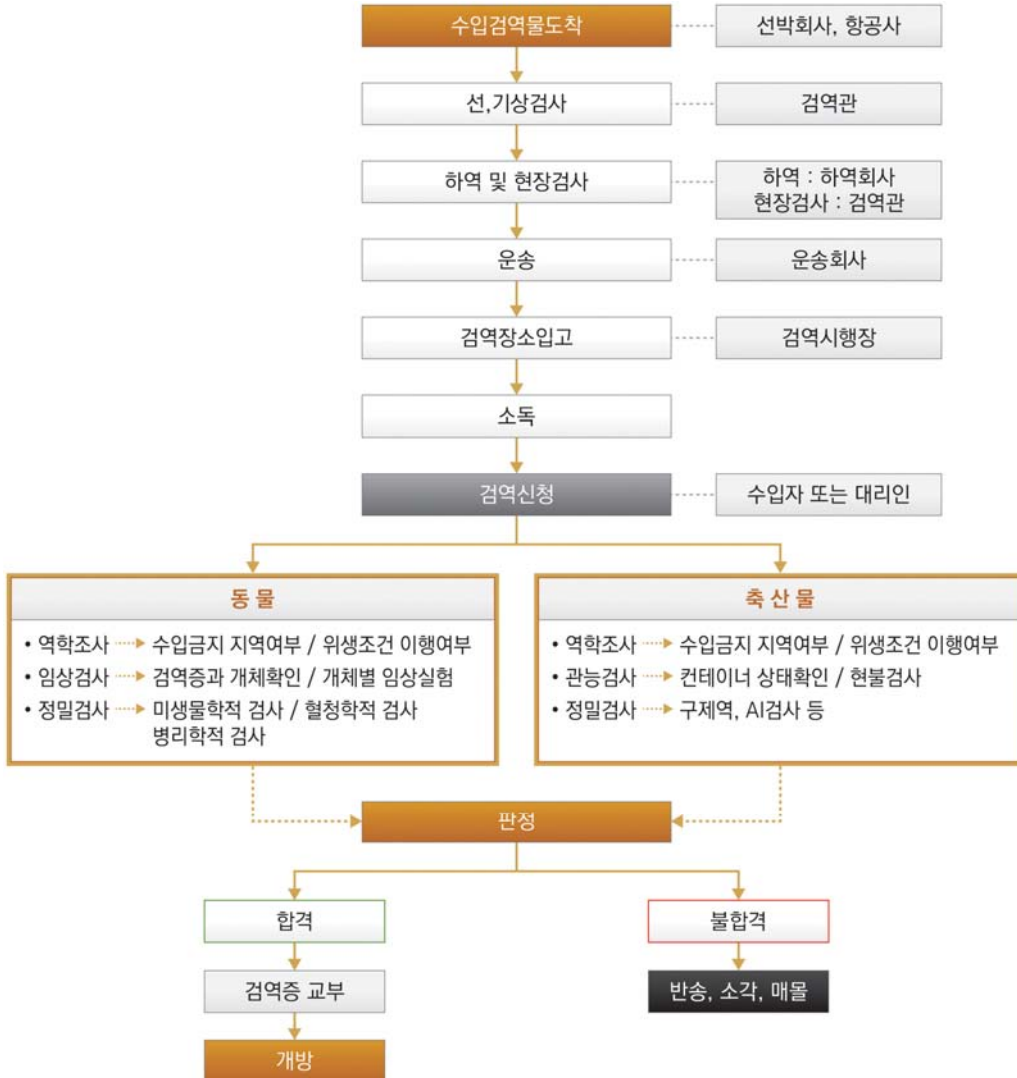 수입검역물도착
선박회사, 항공사
선,기상검사
검역관
하역 및 현장검사
하역 : 하역회사
현장검사 : 검역관
운송
운송회사
검역장소입고
검역시행장
소독
검역신청
수입자 또는 대리인
동 물
• 역학조사 수입금지 지역여부 / 위생조건 이행여부
• 임상검사 검역증과 개체확인 / 개체별 임상실험
• 정밀검사 미생물학적 검사 / 혈청학적 검사
병리학적 검사
축 산 물
• 역학조사 수입금지 지역여부 / 위생조건 이행여부
• 관능검사 컨테이너 상태확인 / 현불검사
• 정밀검사 구제역, AI검사 등
판정
합격
불합격
검역증 교부
반송, 소각, 매몰
개방